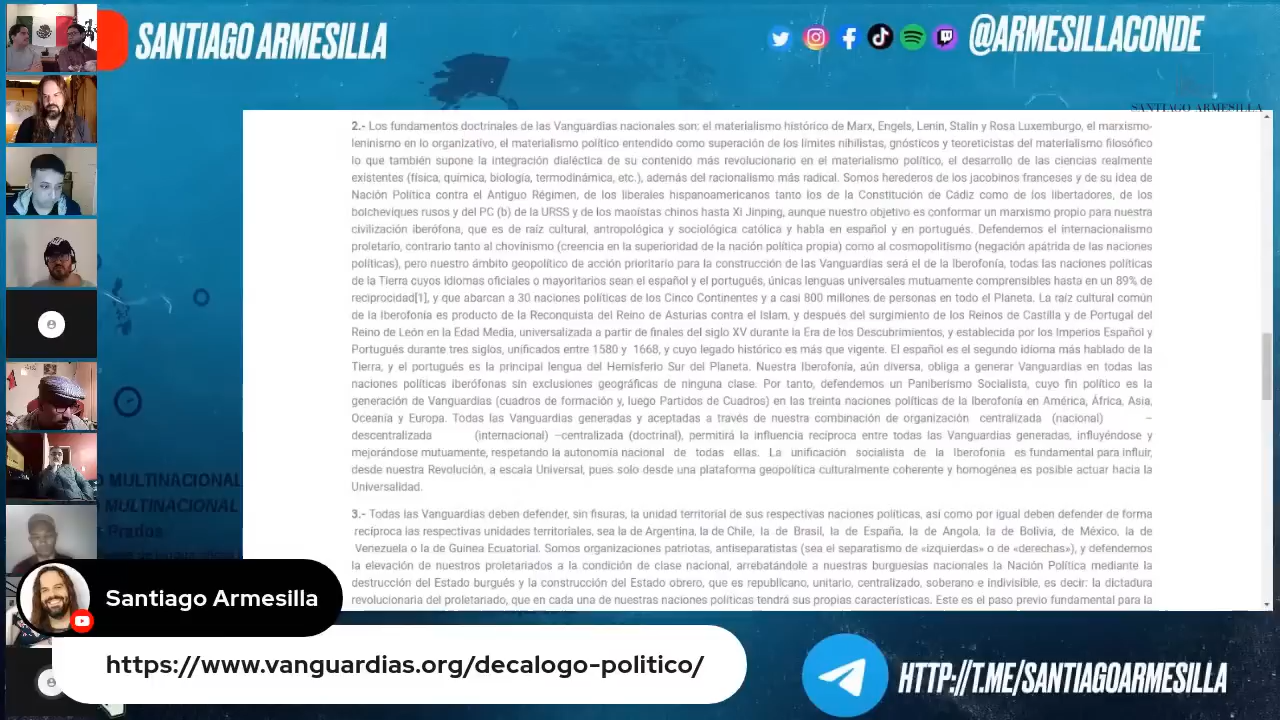 SANTIAGO ARMESILLA
@ARMESILLACONDE
SANTIAGO ARMESILLA
2.- Los fundamentos doctrinales de las Vanguardias nacionales son: el materialismo histórico de Marx, Engels, Lenin, Stalin y Rosa Luxemburgo, el marxismo-
leninismo en lo organizativo, el materialismo político entendido como superación de los límites nihilistas, gnósticos y teoreticistas del materialismo filosófico
lo que también supone la integración dialéctica de su contenido más revolucionario en el materialismo político, el desarrollo de las ciencias realmente
existentes (física, química, biología, termodinámica, etc.), además del racionalismo más radical. Somos herederos de los jacobinos franceses y de su idea de
Nación Política contra el Antiguo Régimen, de los liberales hispanoamericanos tanto los de la Constitución de Cádiz como de los libertadores, de los
bolcheviques rusos y del PC (b) de la URSS y de los maoístas chinos hasta Xi Jinping, aunque nuestro objetivo es conformar un marxismo propio para nuestra
civilización iberófona, que es de raíz cultural, antropológica y sociológica católica y habla en español y en portugués. Defendemos el internacionalismo
proletario, contrario tanto al chovinismo (creencia en la superioridad de la nación política propia) como al cosmopolitismo (negación apátrida de las naciones
políticas), pero nuestro ámbito geopolítico de acción prioritario para la construcción de las Vanguardias será el de la Iberofonía, todas las naciones políticas
de la Tierra cuyos idiomas oficiales o mayoritarios sean el español y el portugués, únicas lenguas universales mutuamente comprensibles hasta en un 89% de
reciprocidad[1], y que abarcan a 30 naciones políticas de los Cinco Continentes y a casi 800 millones de personas en todo el Planeta. La raíz cultural común
de la Iberofonía es producto de la Reconquista del Reino de Asturias contra el Islam, y después del surgimiento de los Reinos de Castilla y de Portugal del
Reino de León en la Edad Media, universalizada a partir de finales del siglo XV durante la Era de los Descubrimientos, y establecida por los Imperios Español y
Portugués durante tres siglos, unificados entre 1580 y 1668, y cuyo legado histórico es más que vigente. El español es el segundo idioma más hablado de la
Tierra, y el portugués es la principal lengua del Hemisferio Sur del Planeta. Nuestra Iberofonía, aún diversa, obliga a generar Vanguardias en todas las
naciones políticas iberófonas sin exclusiones geográficas de ninguna clase. Por tanto, defendemos un Paniberismo Socialista, cuyo fin político es la
generación de Vanguardias (cuadros de formación y, luego Partidos de Cuadros) en las treinta naciones políticas de la Iberofonía en América, África, Asia,
Oceanía y Europa. Todas las Vanguardias generadas y aceptadas a través de nuestra combinación de organización centralizada (nacional) –
descentralizada (internacional) –centralizada (doctrinal), permitirá la influencia recíproca entre todas las Vanguardias generadas, influyéndose y
mejorándose mutuamente, respetando la autonomía nacional de todas ellas. La unificación socialista de la Iberofonía es fundamental para influir,
desde nuestra Revolución, a escala Universal, pues solo desde una plataforma geopolítica culturalmente coherente y homogénea es posible actuar hacia la
Universalidad.
3.- Todas las Vanguardias deben defender, sin fisuras, la unidad territorial de sus respectivas naciones políticas, así como por igual deben defender de forma
recíproca las respectivas unidades territoriales, sea la de Argentina, la de Chile, la de Brasil, la de España, la de Angola, la de Bolivia, de México, la de
Venezuela o la de Guinea Ecuatorial. Somos organizaciones patriotas, antiseparatistas (sea el separatismo de «izquierdas» o de «derechas»), y defendemos
la elevación de nuestros proletariados a la condición de clase nacional, arrebatándole a nuestras burguesías nacionales la Nación Política mediante la
destrucción del Estado burgués y la construcción del Estado obrero, que es republicano, unitario, centralizado, soberano e indivisible, es decir: la dictadura
revolucionaria del proletariado, que en cada una de nuestras naciones políticas tendrá sus propias características. Este es el paso previo fundamental para la
O MULTINACIONAL
O MULTINACIONAL
Prados
Santiago Armesilla
https://www.vanguardias.org/decalogo-politico/
HTTP://T.ME/SANTIAGOARMESILLA